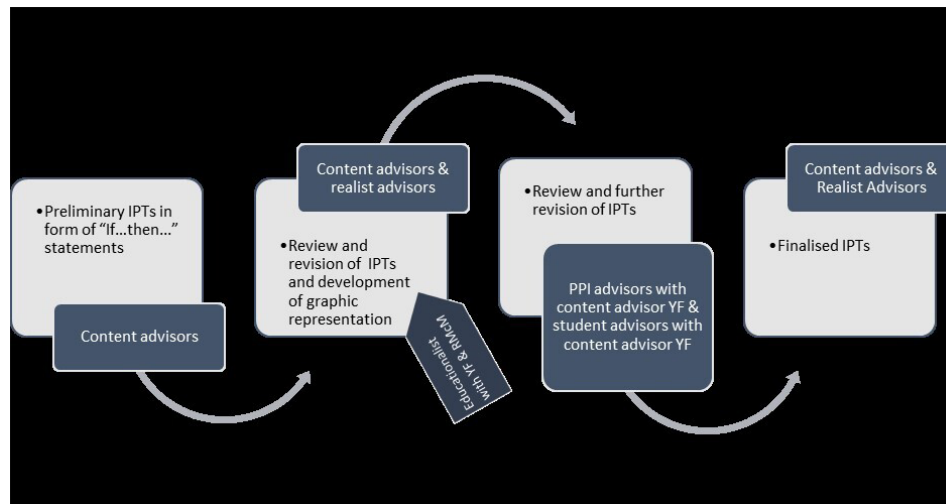 •Preliminary IPTs in
form of “If...then...”
statements
Content advisors
Content advisors &
realist advisors
•Review and
revision of IPTs
and development
of graphic
representation
Educationalist
with YF & RMcM
•Review and further
revision of IPTs
PPI advisors with
content advisor YF &
student advisors with
content advisor YF
Content advisors &
Realist Advisors
•Finalised IPTs